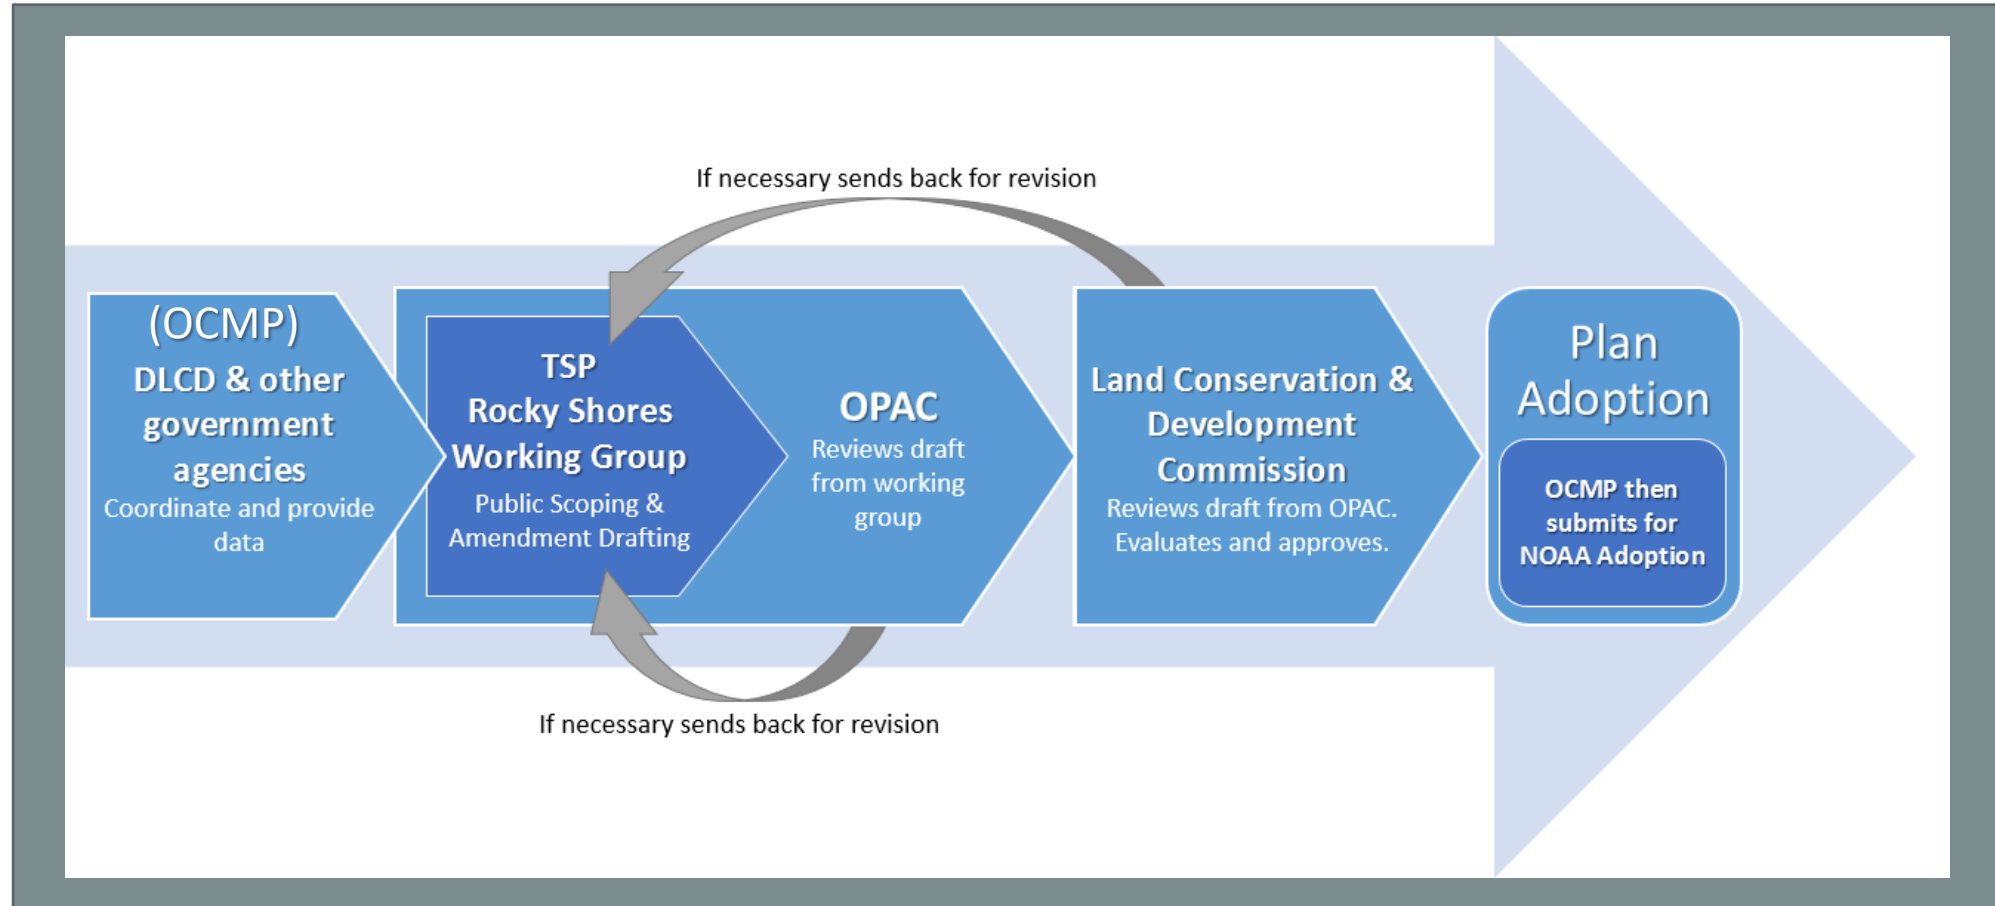 If necessary sends back for revision
(OCMP)
DLCD & other
government
agencies
Coordinate and provide
data
TSP
Rocky Shores
Working Group
Public Scoping &
Amendment Drafting
OPAC
Reviews draft
from working
group
Land Conservation &
Development
Commission
Reviews draft from OPAC.
Evaluates and approves.
Plan
Adoption
OCMP then
submits for
NOAA Adoption
If necessary sends back for revision